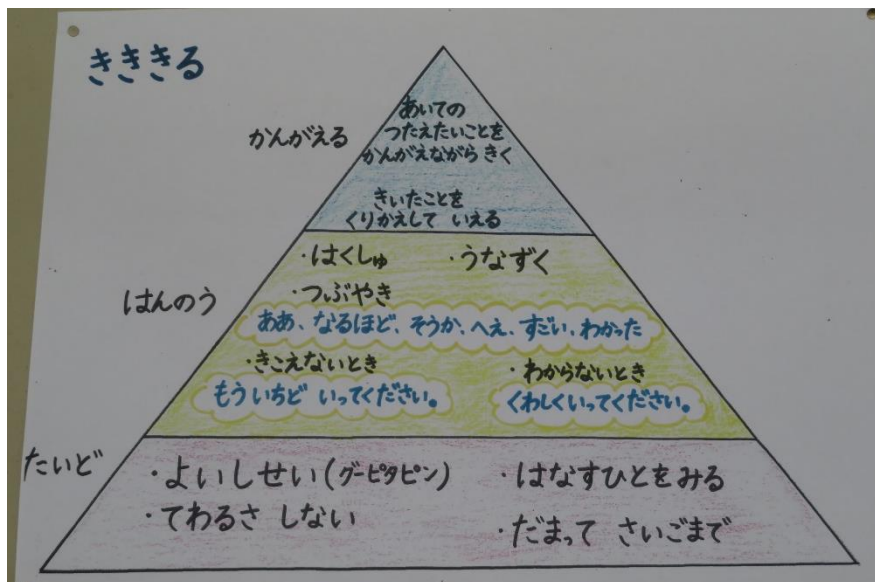 きききる
かんがえる
あいての
つたえたいことを
かんがえながら きく
きいたことを
くりかえして いえる
はんのう
・はくしゅ ・うなずく
・つぶやき
ああ、なるほど、そうか、へえ、すごい、わかった
・きこえないとき ・わからないとき
もういちど いってください。 くわしくいってください。
たいど
・よいしせい(グーピタピン) ・はなすひとをみる
・てわるさ しない ・だまって さいごまで